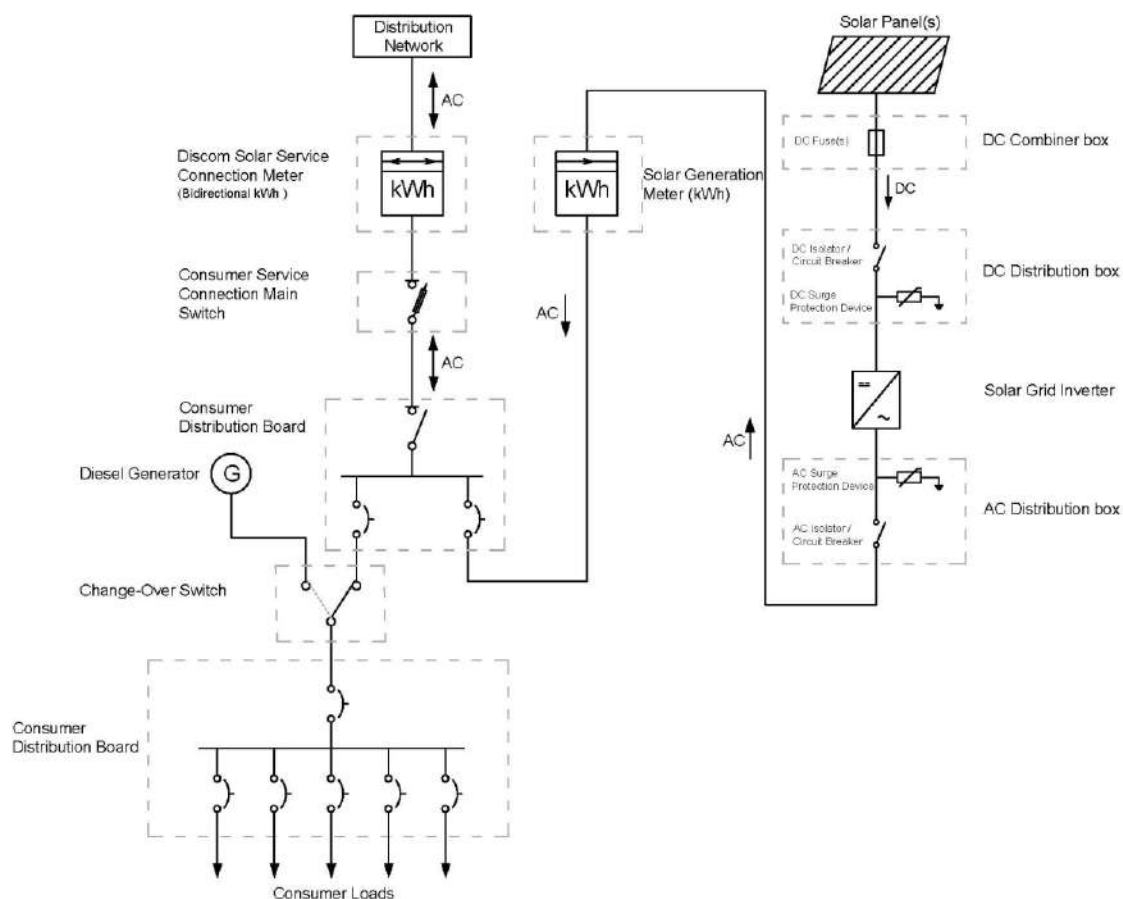 Distribution
Network
AC
Discom Solar Service
Connection Meter
(Bidirectional kWh )
kWh
Consumer Service
Connection Main
Switch
AC
Consumer
Distribution Board
Diesel Generator
G
Change-Over Switch
Consumer
Distribution Board
Consumer Loads
kWh
Solar Generation
Meter (kWh)
AC
AC
Solar Panel(s)
DC Fuse(s)
DC Combiner box
DC
DC Isolator /
Circuit Breaker
DC Distribution box
DC Surge
Protection Device
Solar Grid Inverter
AC Surge
Protection Device
AC Distribution box
AC Isolator /
Circuit Breaker